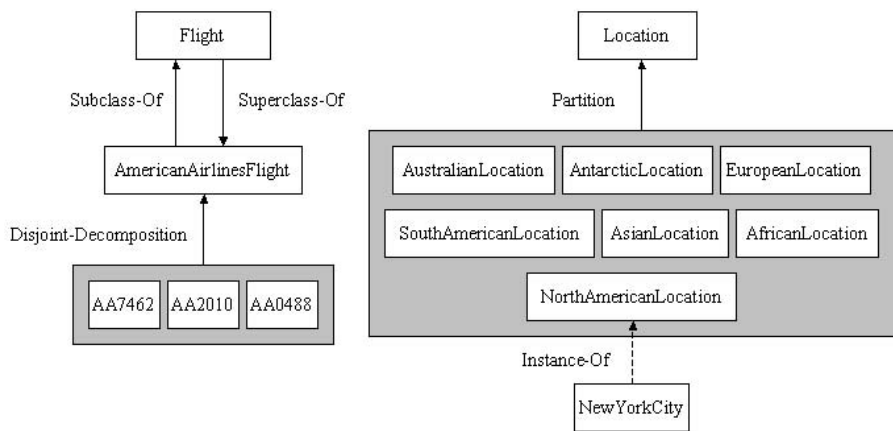 Flight
Subclass-Of
Superclass-Of
AmericanAirlinesFlight
Disjoint-Decomposition
AA7462
AA2010
AA0488
Location
Partition
AustralianLocation
AntarcticLocation
EuropeanLocation
SouthAmericanLocation
AsianLocation
AfricanLocation
NorthAmericanLocation
Instance-Of
NewYorkCity